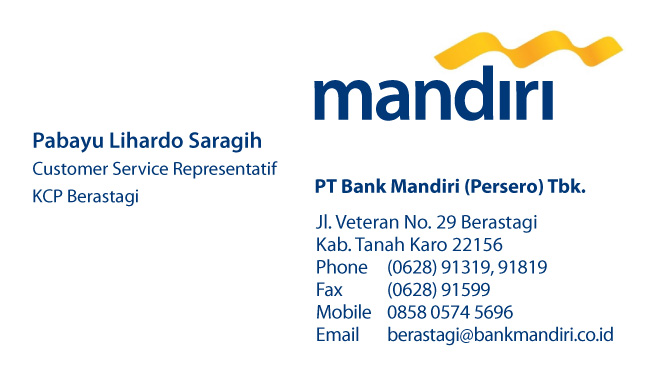 mandiri
Pabayu Lihardo Saragih
Customer Service Representatif
KCP Berastagi
PT Bank Mandiri (Persero) Tbk.
Jl. Veteran No. 29 Berastagi
Kab. Tanah Karo 22156
Phone (0628) 91319, 91819
Fax (0628) 91599
Mobile 0858 0574 5696
Email berastagi@bankmandiri.co.id